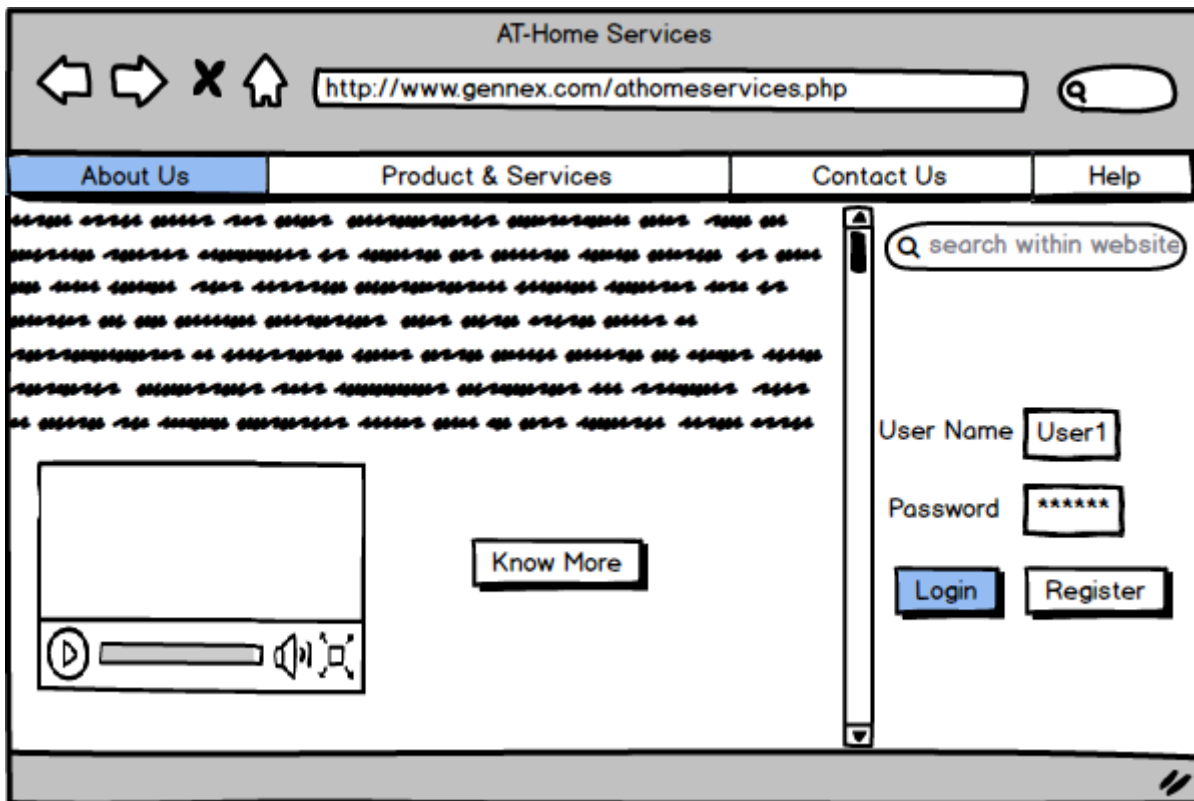 AT-Home Services
http://www.gennex.com/athomeservices.php
About Us
Product & Services
Contact Us
Help
search within website
User Name
User1
Password
******
Know More
Login
Register